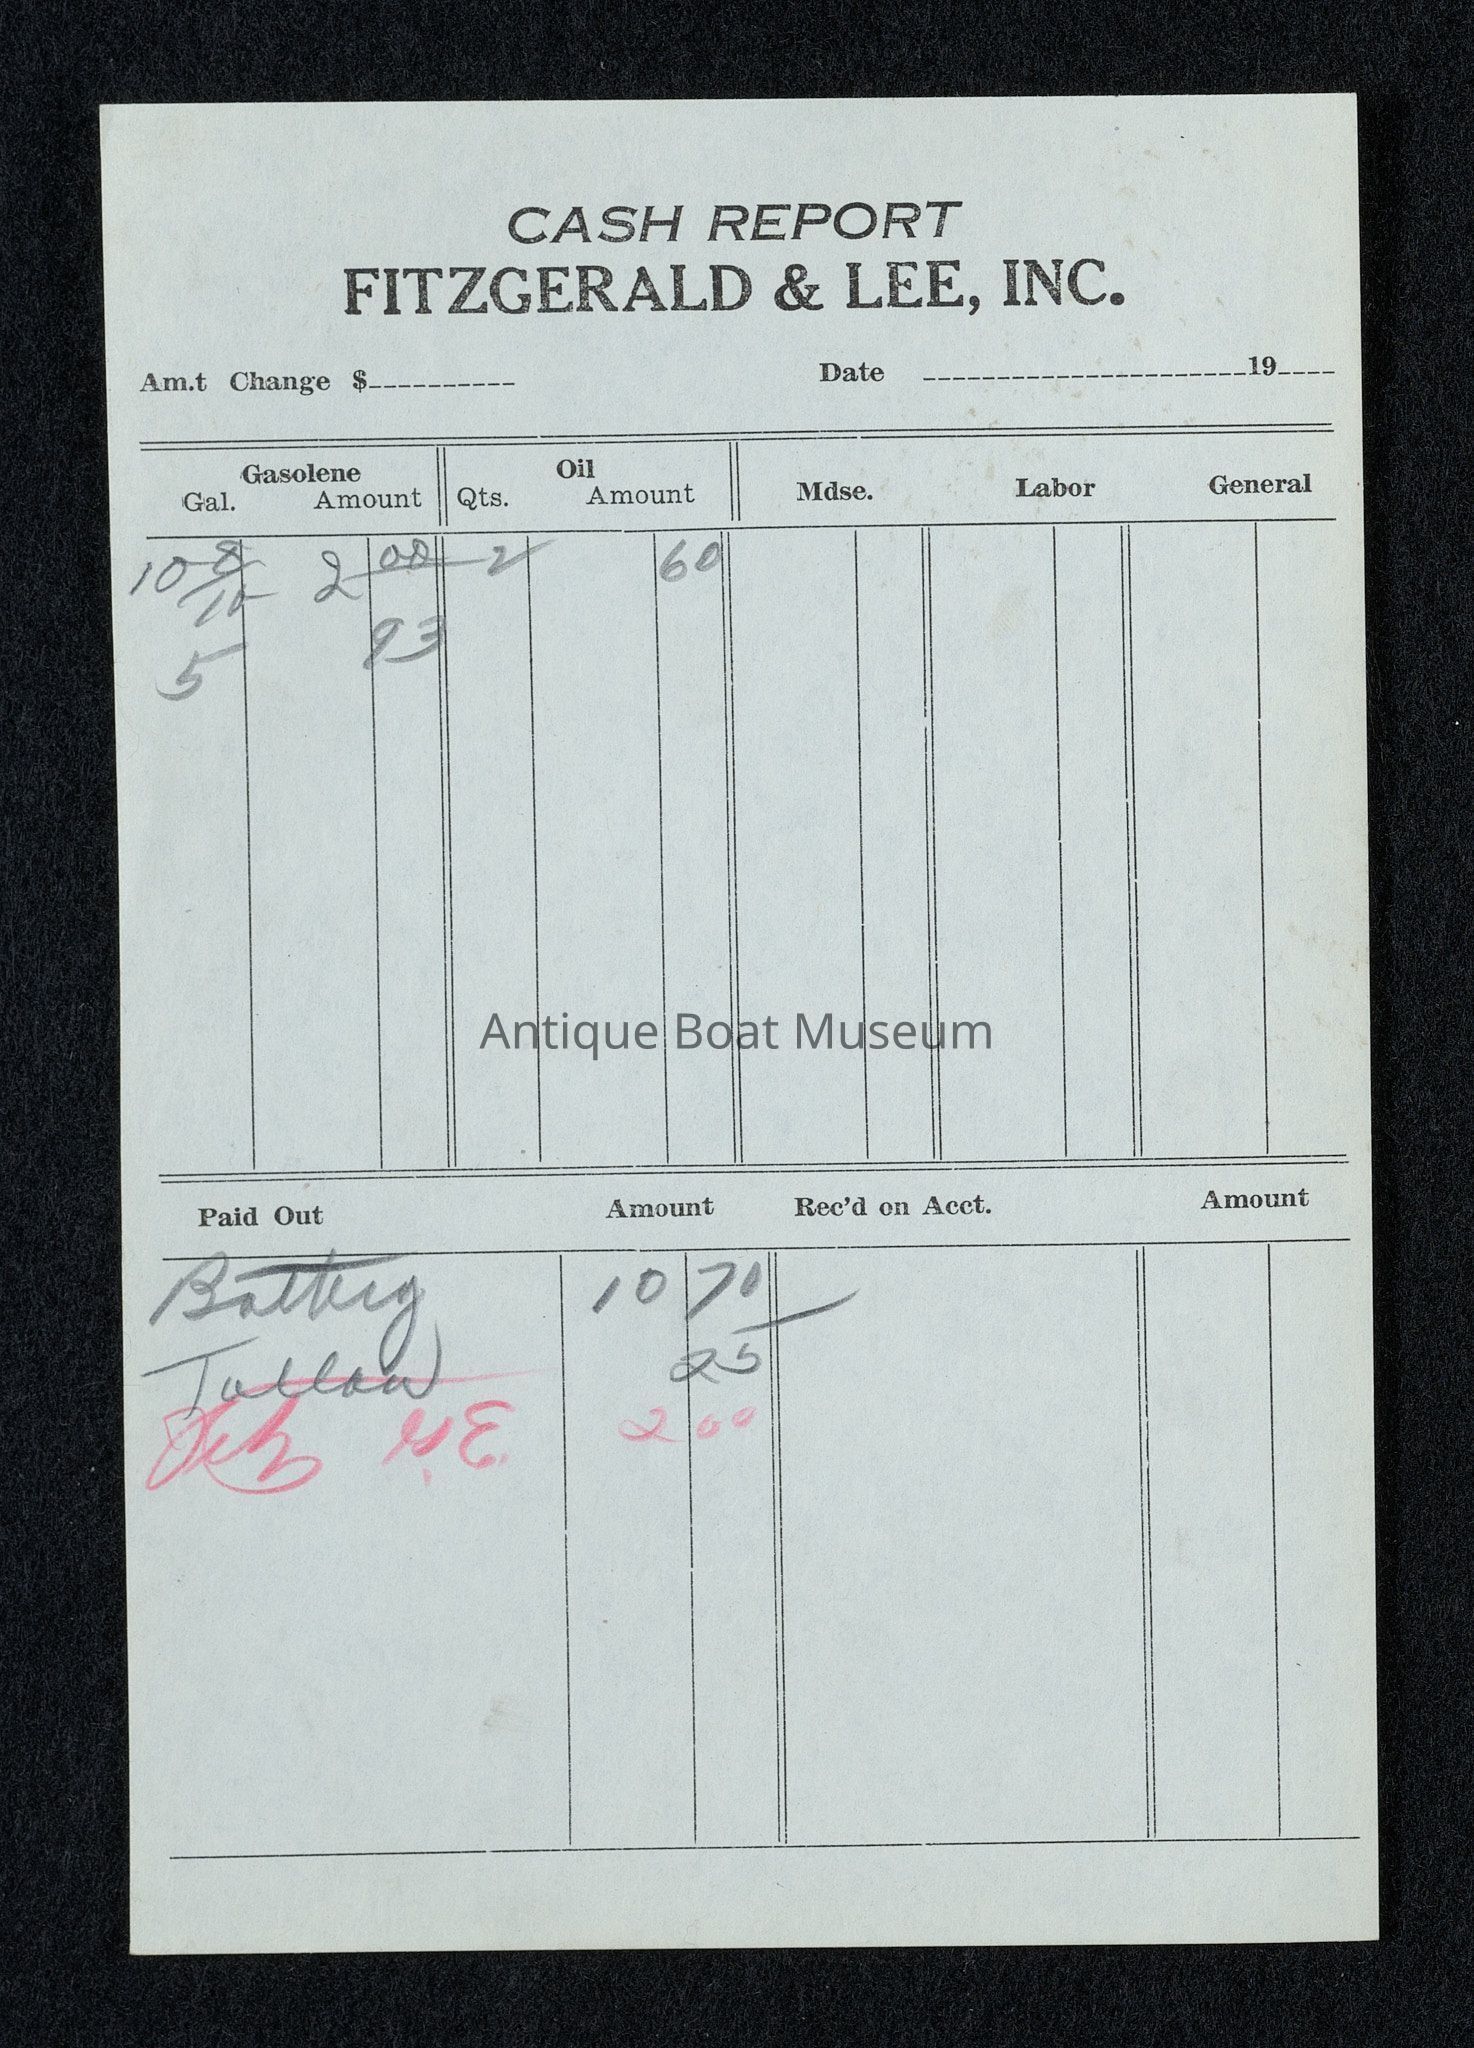 CASH REPORT
FITZGERALD & LEE, INC.
Am.t Change $__________ Date ______________________19____
Gasolene Oil
Gal. Amount Qts. Amount Mdse. Labor General
10 8/10 2 00 2 60
5 93
Antique Boat Museum
Paid Out Amount Rec'd on Acct. Amount
Battery 10 70
Tallow 25
G.E. 2 00